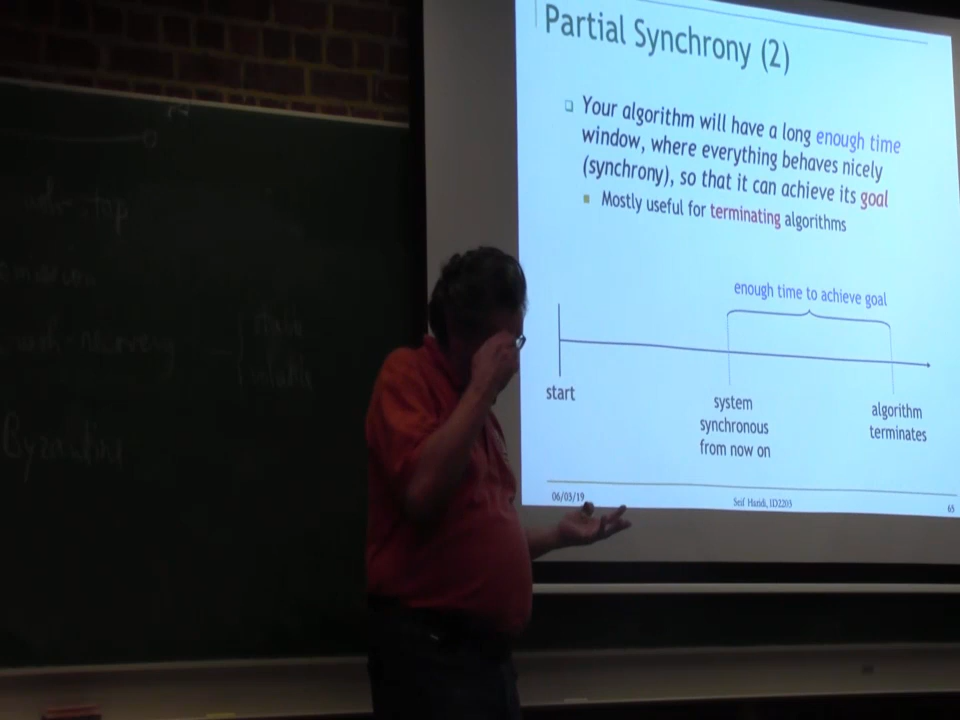 Partial Synchrony (2)
Your algorithm will have a long enough time
window, where everything behaves nicely
(synchrony), so that it can achieve its goal
Mostly useful for terminating algorithms
enough time to achieve goal
start
system
synchronous
from now on
algorithm
terminates
06/03/19
Seif Haridi, ID2203
65